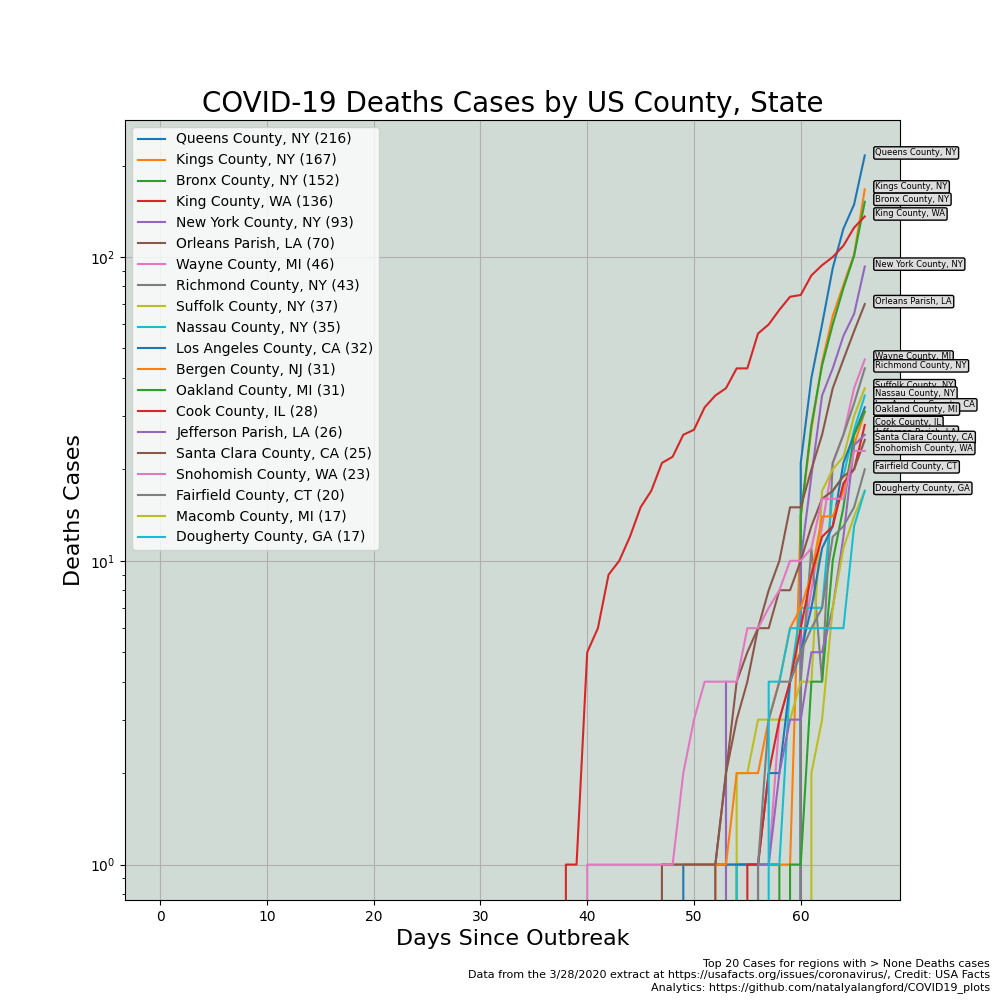 COVID-19 Deaths Cases by US County, State
Queens County, NY (216)
Kings County, NY (167)
Bronx County, NY (152)
King County, WA (136)
New York County, NY (93)
Orleans Parish, LA (70)
Wayne County, MI (46)
Richmond County, NY (43)
Suffolk County, NY (37)
Nassau County, NY (35)
Los Angeles County, CA (32)
Bergen County, NJ (31)
Oakland County, MI (31)
Cook County, IL (28)
Jefferson Parish, LA (26)
Santa Clara County, CA (25)
Snohomish County, WA (23)
Fairfield County, CT (20)
Macomb County, MI (17)
Dougherty County, GA (17)
Queens County, NY
Kings County, NY
Bronx County, NY
King County, WA
New York County, NY
Orleans Parish, LA
Wayne County, MI
Richmond County, NY
Suffolk County, NY
Nassau County, NY
CA
Oakland County, MI
Cook County, IL
Santa Clara County, CA
Snohomish County, WA
Fairfield County, CT
Dougherty County, GA
Deaths Cases
10²
10¹
10⁰
0 10 20 30 40 50 60
Days Since Outbreak
Top 20 Cases for regions with > None Deaths cases
Data from the 3/28/2020 extract at https://usafacts.org/issues/coronavirus/, Credit: USA Facts
Analytics: https://github.com/natalyalangford/COVID19_plots